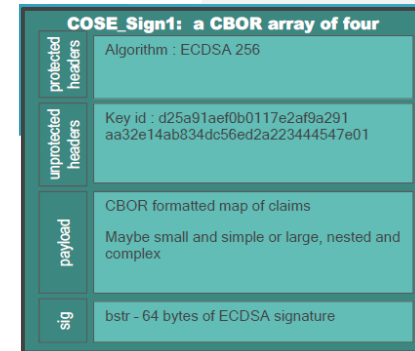 COSE_Sign1: a CBOR array of four
protected
headers
Algorithm : ECDSA 256
unprotected
headers
Key id : d25a91aef0b0117e2af9a291
aa32e14ab834dc56ed2a223444547e01
payload
CBOR formatted map of claims
Maybe small and simple or large, nested and
complex
sig
bstr - 64 bytes of ECDSA signature